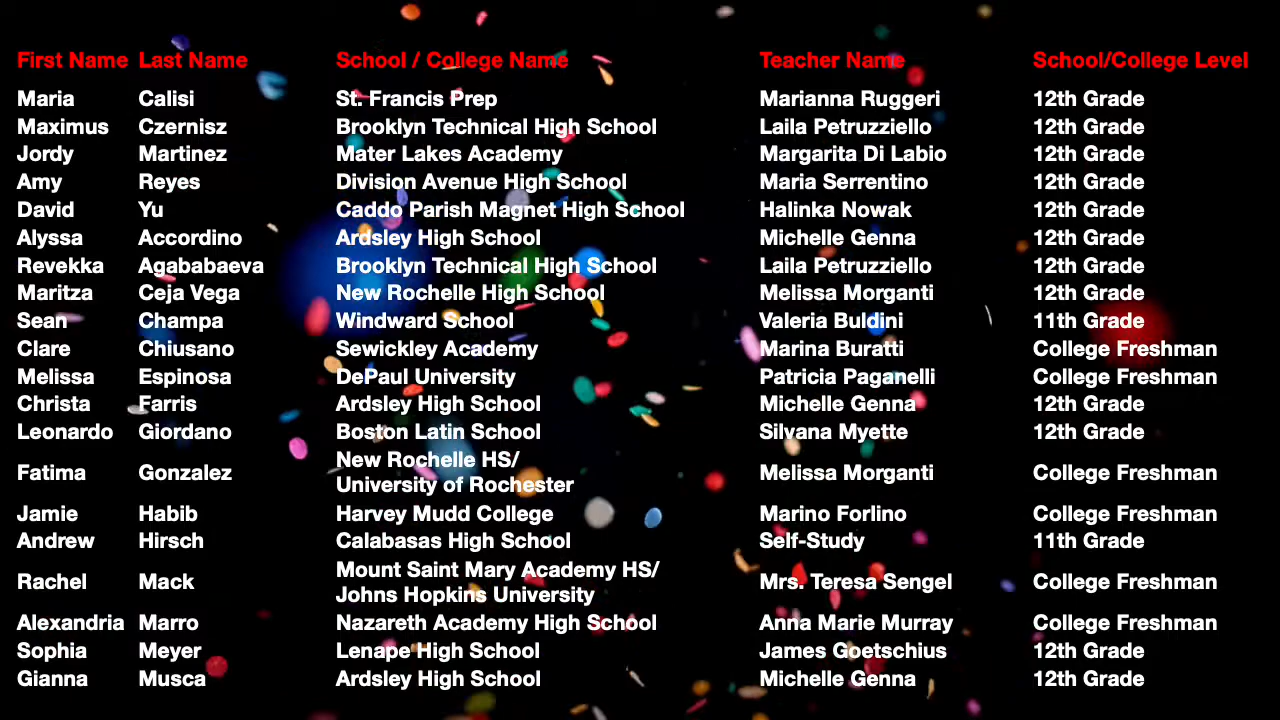 First Name Last Name School / College Name Teacher Name School/College Level
Maria Calisi St. Francis Prep Marianna Ruggeri 12th Grade
Maximus Czernisz Brooklyn Technical High School Laila Petruzziello 12th Grade
Jordy Martinez Mater Lakes Academy Margarita Di Labio 12th Grade
Amy Reyes Division Avenue High School Maria Serrentino 12th Grade
David Yu Caddo Parish Magnet High School Halinka Nowak 12th Grade
Alyssa Accordino Ardsley High School Michelle Genna 12th Grade
Revekka Agababaeva Brooklyn Technical High School Laila Petruzziello 12th Grade
Maritza Ceja Vega New Rochelle High School Melissa Morganti 12th Grade
Sean Champa Windward School Valeria Buldini 11th Grade
Clare Chiusano Sewickley Academy Marina Buratti College Freshman
Melissa Espinosa DePaul University Patricia Paganelli College Freshman
Christa Farris Ardsley High School Michelle Genna 12th Grade
Leonardo Giordano Boston Latin School Silvana Myette 12th Grade
Fatima Gonzalez New Rochelle HS/
University of Rochester Melissa Morganti College Freshman
Jamie Habib Harvey Mudd College Marino Forlino College Freshman
Andrew Hirsch Calabasas High School Self-Study 11th Grade
Rachel Mack Mount Saint Mary Academy HS/
Johns Hopkins University Mrs. Teresa Sengel College Freshman
Alexandria Marro Nazareth Academy High School Anna Marie Murray College Freshman
Sophia Meyer Lenape High School James Goetschius 12th Grade
Gianna Musca Ardsley High School Michelle Genna 12th Grade